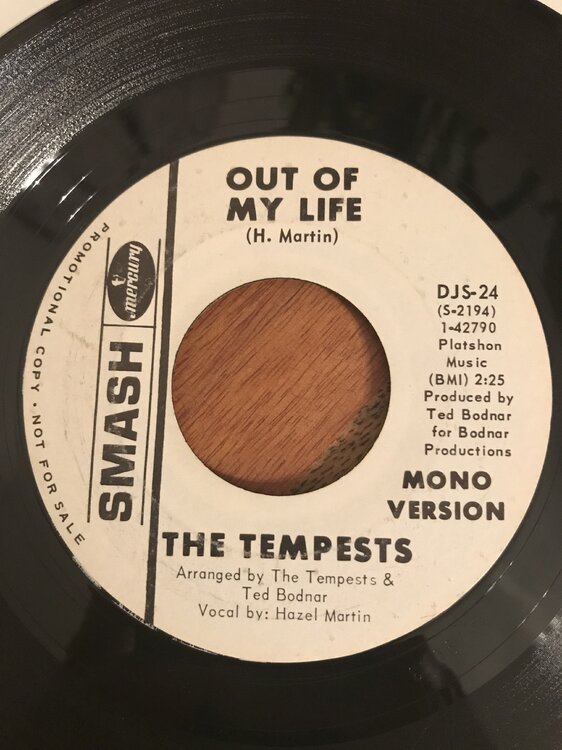 OUT OF
MY LIFE
(H. Martin)
PROMOTIONAL COPY • NOT FOR SALE
mercury
SMASH
DJS-24
(S-2194)
1-42790
Platshon
Music
(BMI) 2:25
Produced by
Ted Bodnar
for Bodnar
Productions
MONO
VERSION
THE TEMPESTS
Arranged by The Tempests &
Ted Bodnar
Vocal by: Hazel Martin